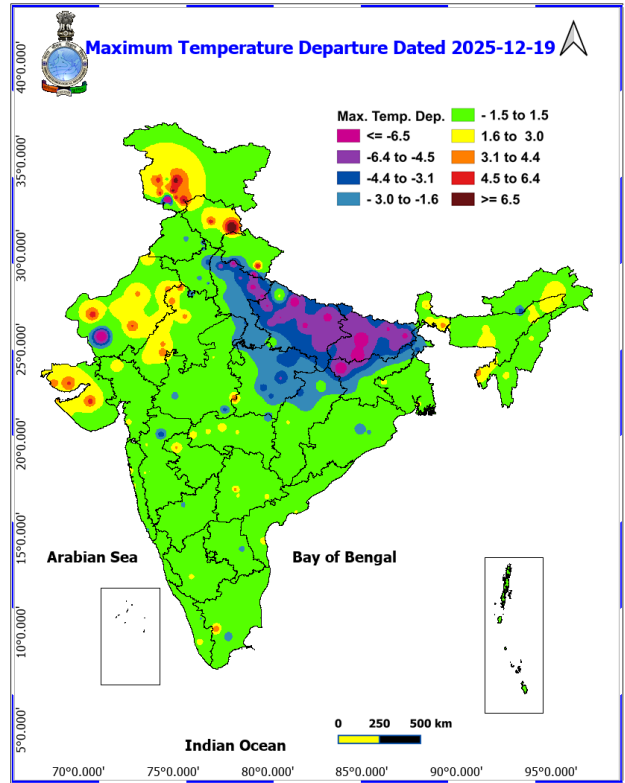 Maximum Temperature Departure Dated 2025-12-19
Max. Temp. Dep.
<= -6.5
-6.4 to -4.5
-4.4 to -3.1
- 3.0 to -1.6
- 1.5 to 1.5
1.6 to 3.0
3.1 to 4.4
4.5 to 6.4
>= 6.5
40°0.000'
35°0.000'
30°0.000'
25°0.000'
20°0.000'
15°0.000'
10°0.000'
5°0.000'
Arabian Sea
Bay of Bengal
Indian Ocean
0 250 500 km
70°0.000' 75°0.000' 80°0.000' 85°0.000' 90°0.000' 95°0.000'